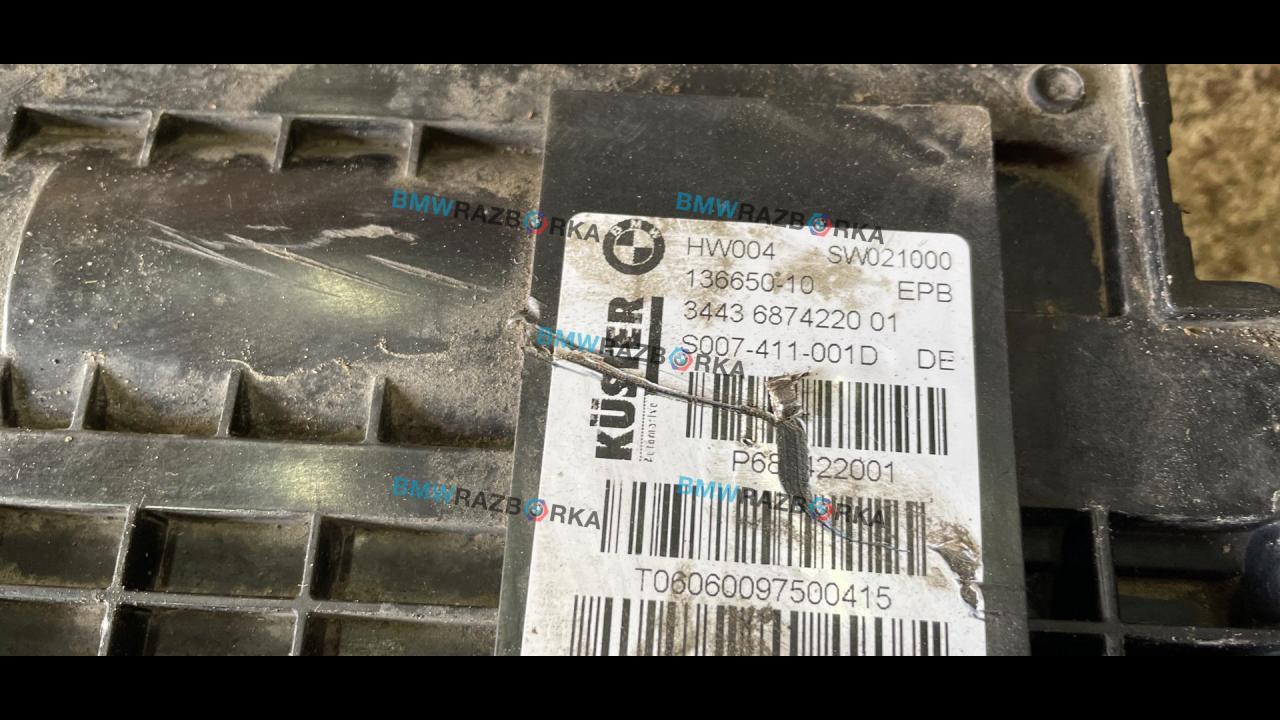 BMWRAZBORKA
BMWRAZBORKA
BMW
HW004 SW021000
136650-10 EPB
3443 6874220 01
S007-411-001D DE
BMWRAZBORKA
KÜSTER
Automotive
BMWRAZBORKA
BMWRAZBORKA
T06060097500415